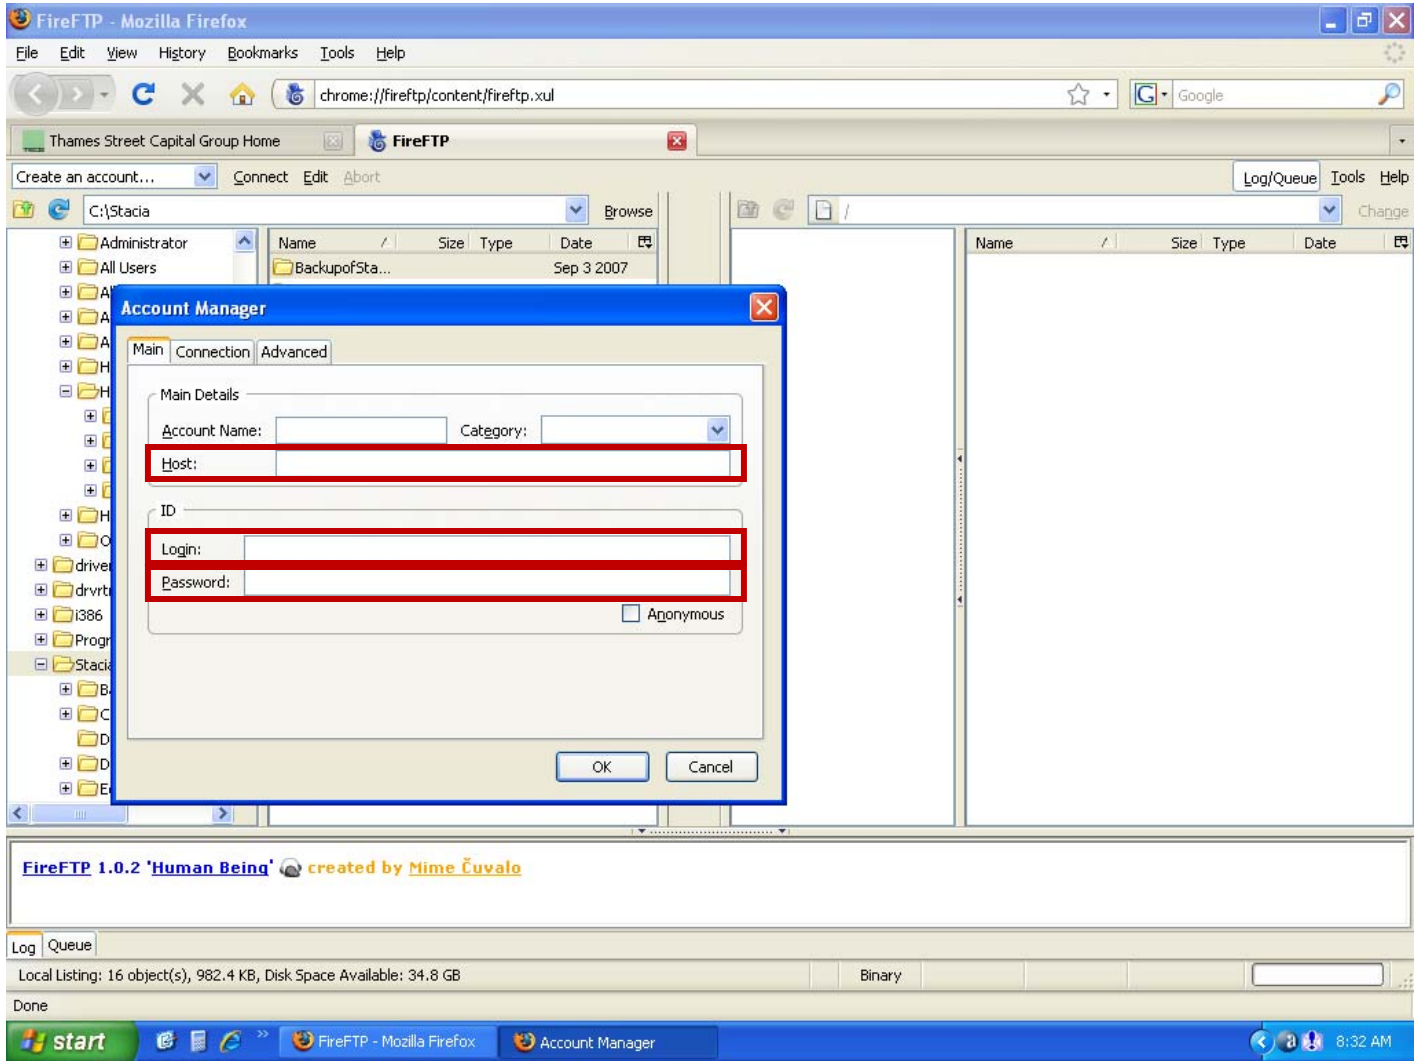 FireFTP - Mozilla Firefox
File Edit View History Bookmarks Tools Help
chrome://fireftp/content/fireftp.xul
Google
Thames Street Capital Group Home
FireFTP
Create an account...
Connect Edit Abort
Log/Queue Tools Help
C:\Stacia
Browse
/
Change
Administrator
Name Size Type Date
Name Size Type Date
All Users
BackupofSta... Sep 3 2007
Account Manager
Main Connection Advanced
Main Details
Account Name: Category:
Host:
ID
Login:
Password:
Anonymous
OK Cancel
i386
FireFTP 1.0.2 'Human Being' created by Mime Čuvalo
Log Queue
Local Listing: 16 object(s), 982.4 KB, Disk Space Available: 34.8 GB
Binary
Done
start
FireFTP - Mozilla Firefox
Account Manager
8:32 AM